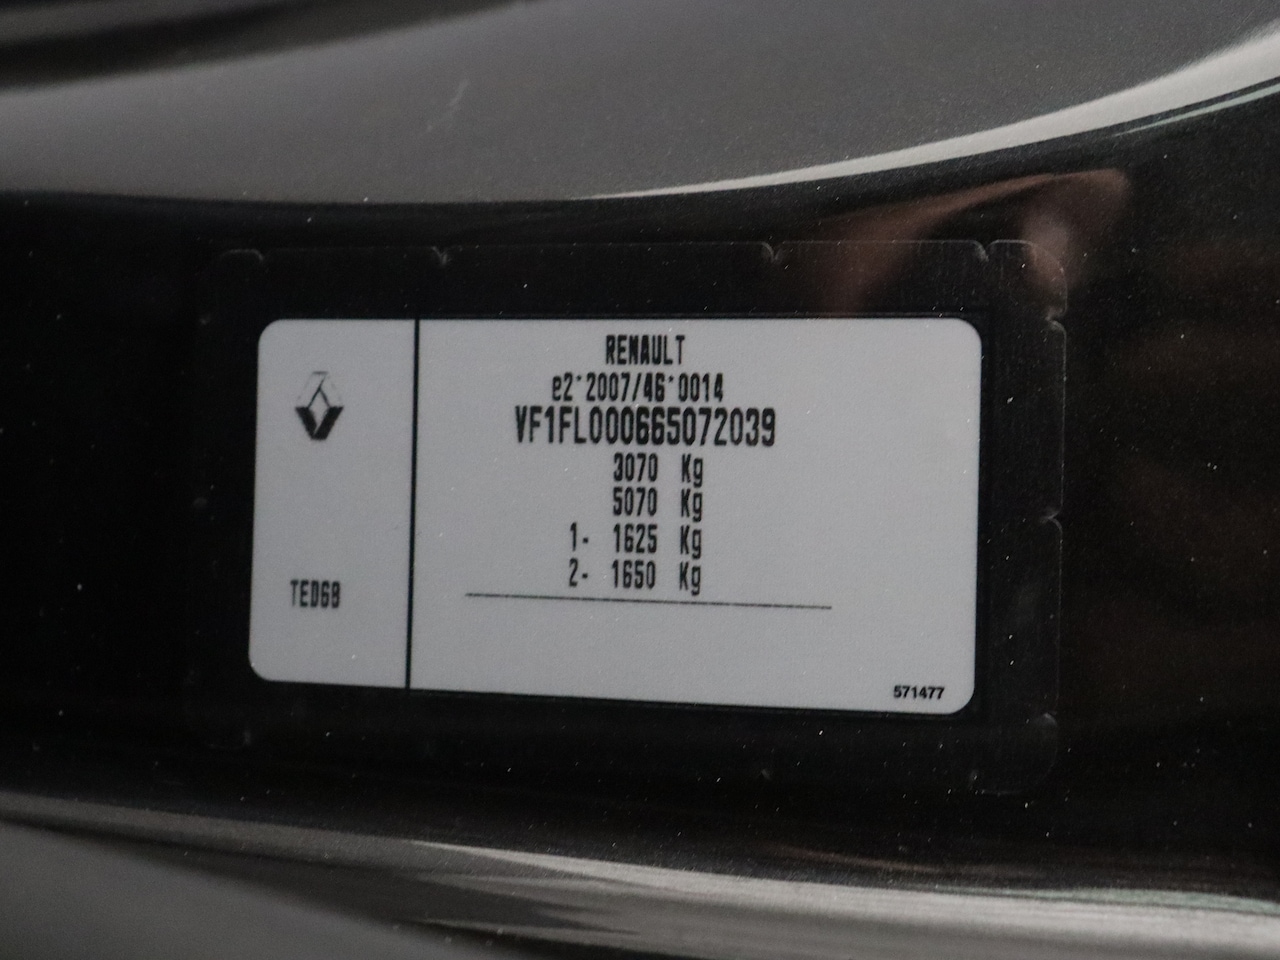 RENAULT
e2*2007/46*0014
VF1FL000665072039
3070 Kg
5070 Kg
1- 1625 Kg
2- 1650 Kg
TED6B
571477